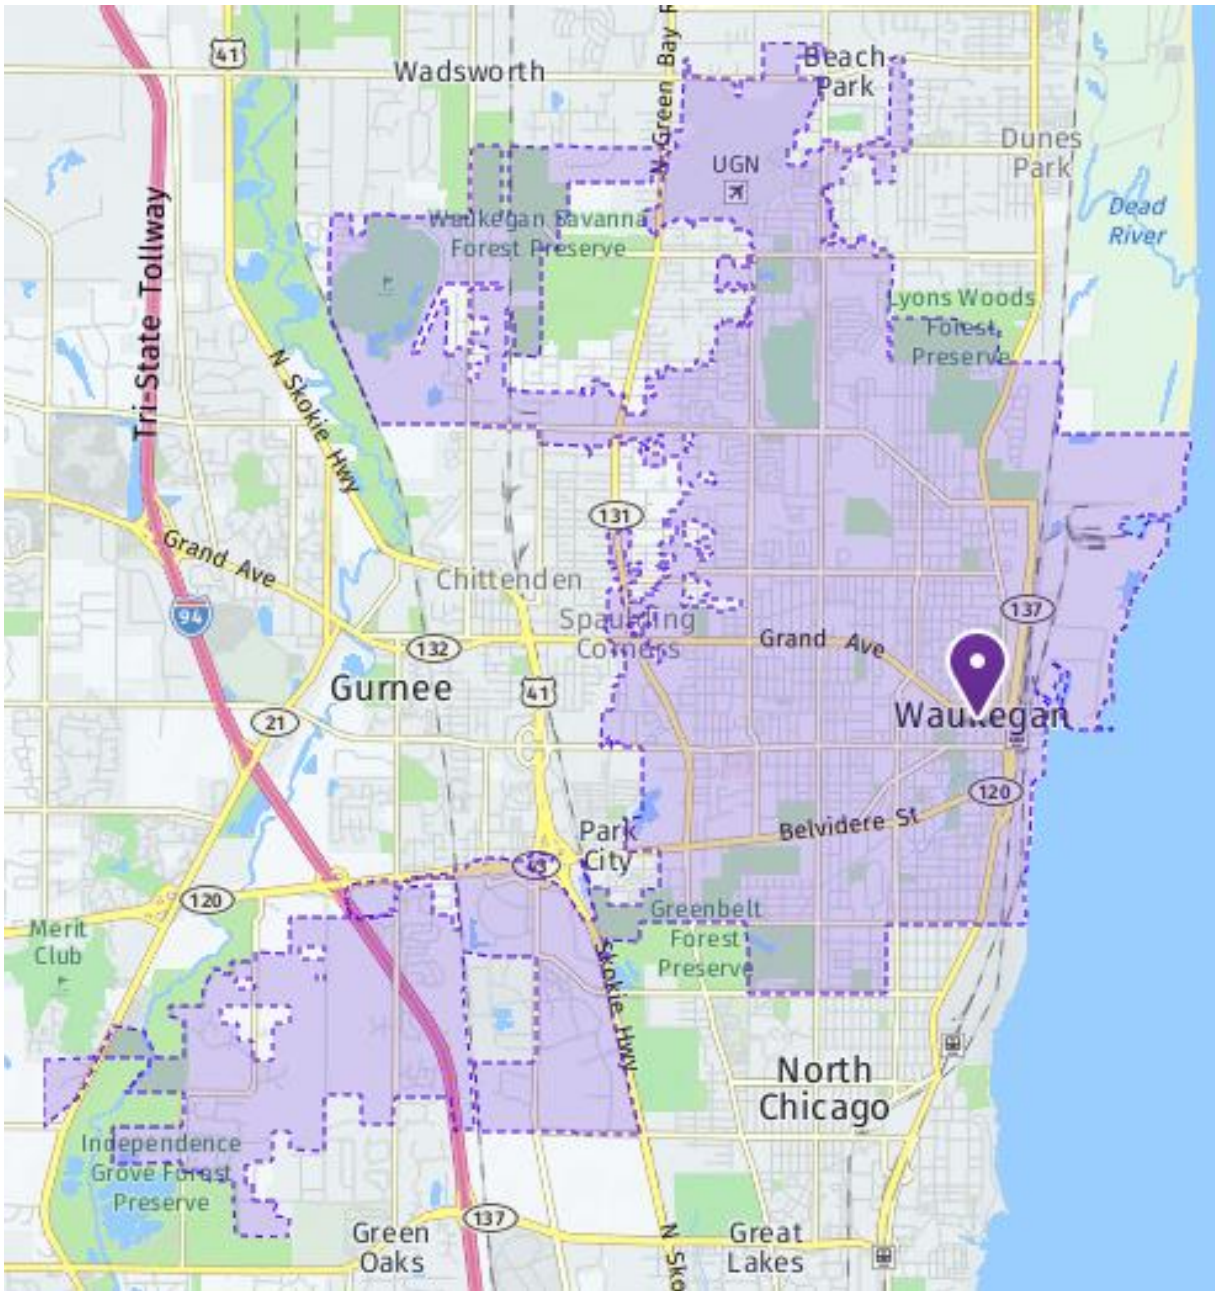 41
Wadsworth
N Green Bay R
Beach
Park
UGN
Dunes
Park
Dead
River
Waukegan Savanna
Forest Preserve
Tri-State Tollway
Lyons Woods
Forest
Preserve
N Skokie Hwy
131
Grand Ave
Chittenden
94
137
Spaulding
Corners
Grand Ave
132
Gurnee
41
21
Waukegan
120
Belvidere St
Park
City
43
120
Merit
Club
Greenbelt
Forest
Preserve
Skokie Hwy
North
Chicago
Independence
Grove Forest
Preserve
137
Green
Oaks
Great
Lakes
N Sko